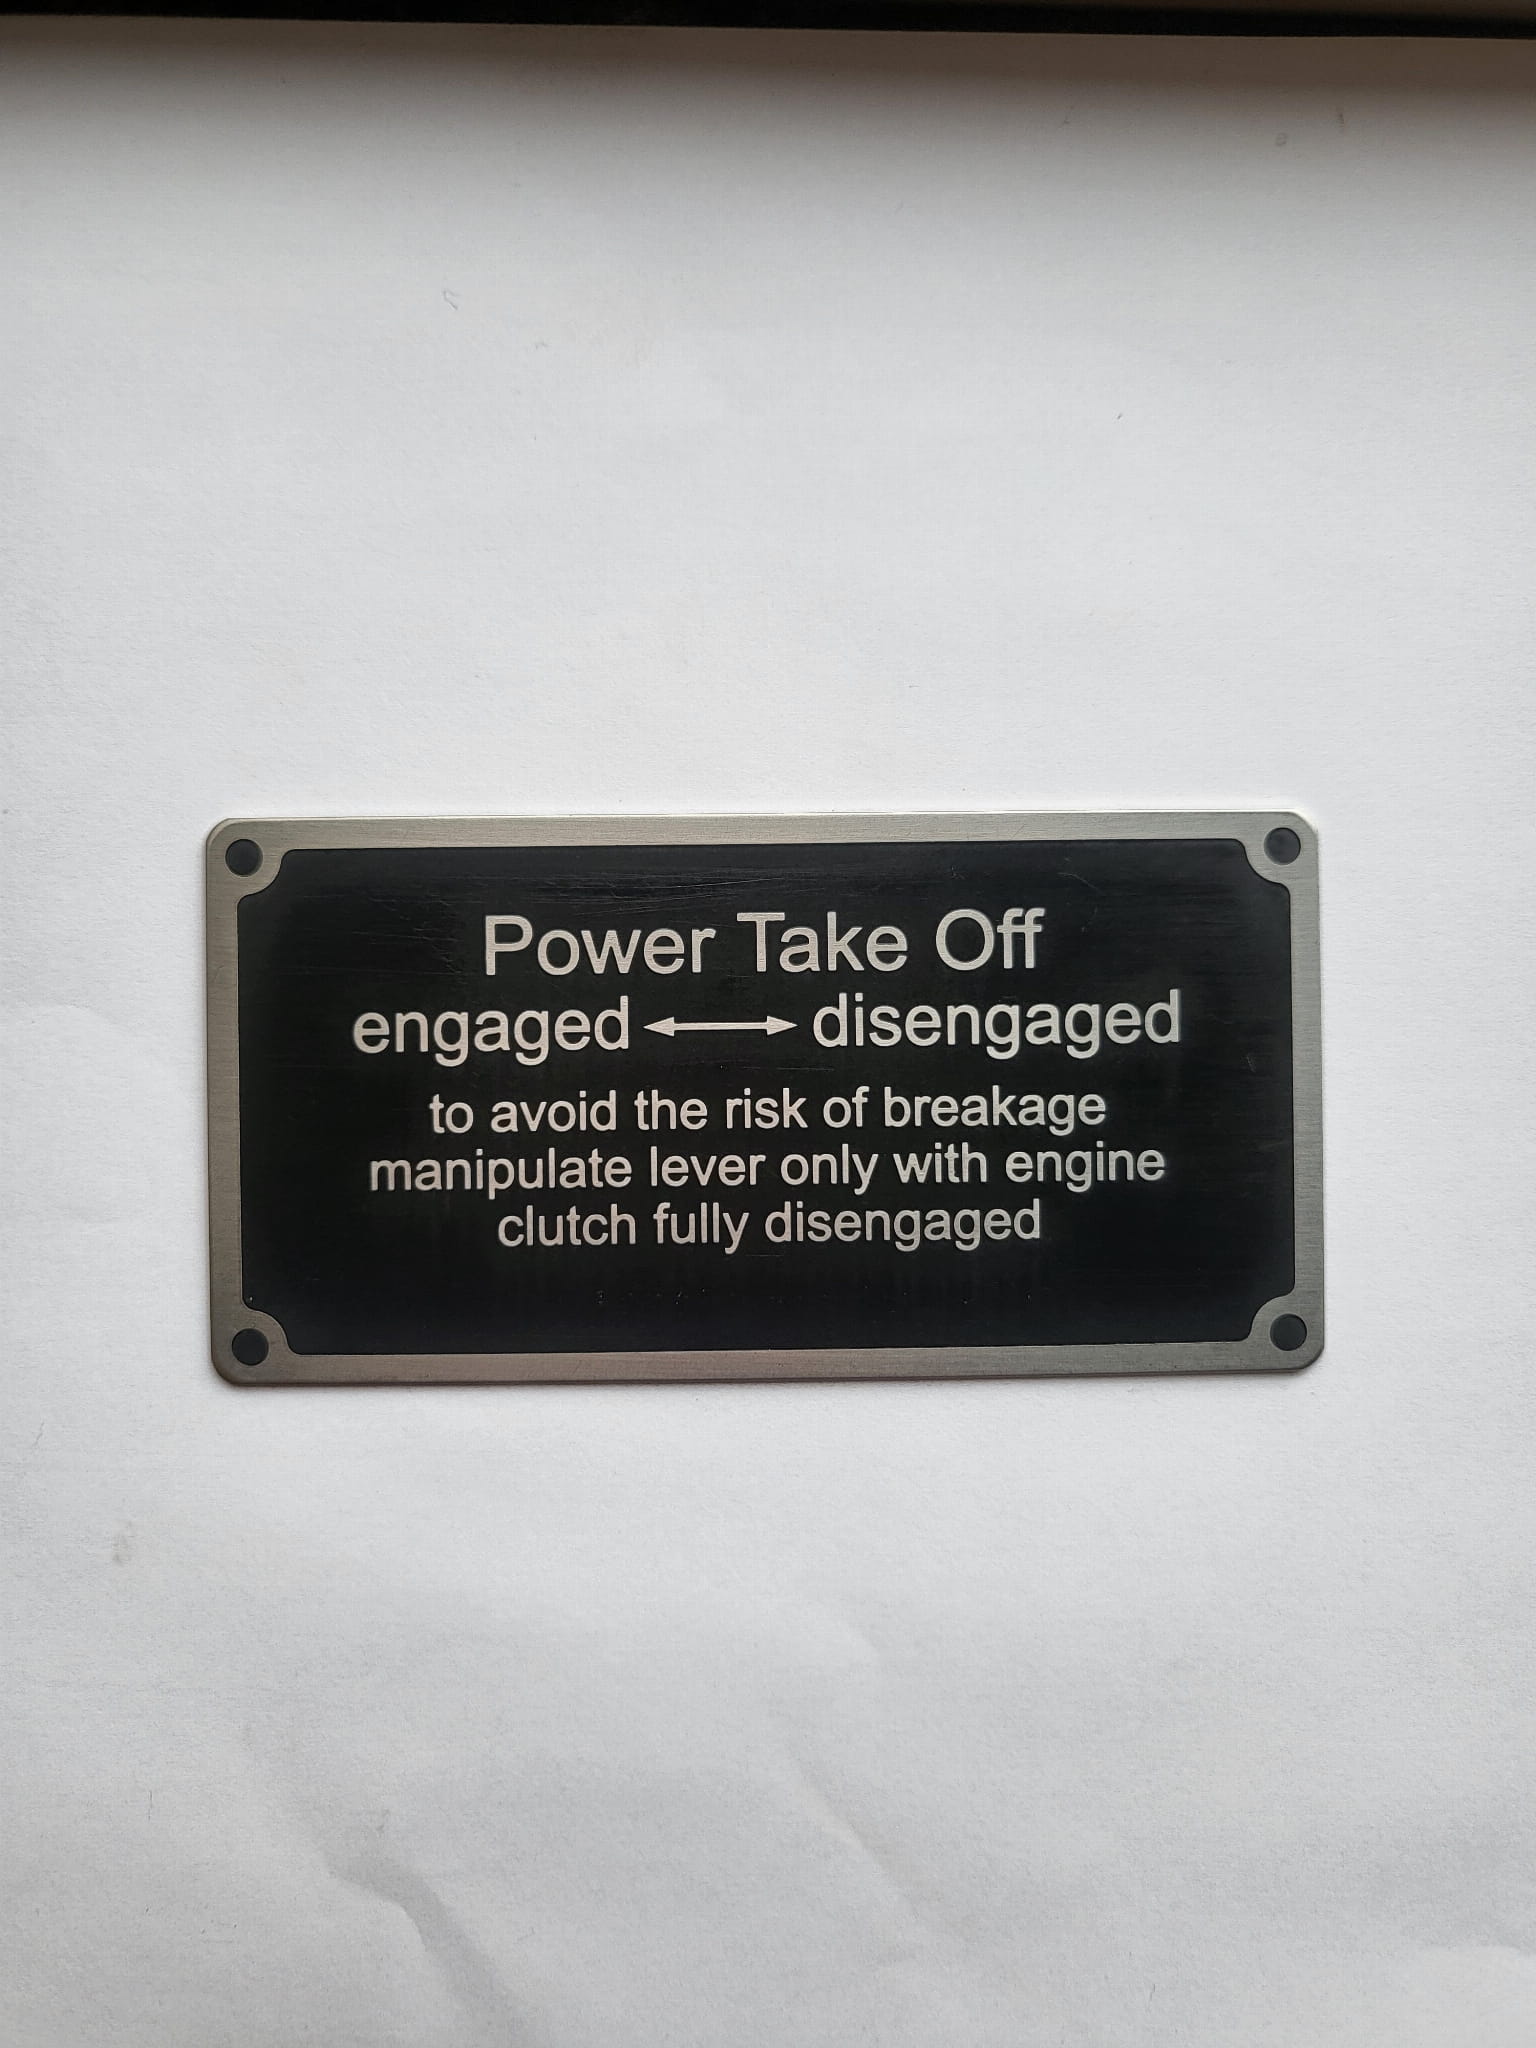 Power Take Off
engaged ⟷ disengaged
to avoid the risk of breakage
manipulate lever only with engine
clutch fully disengaged